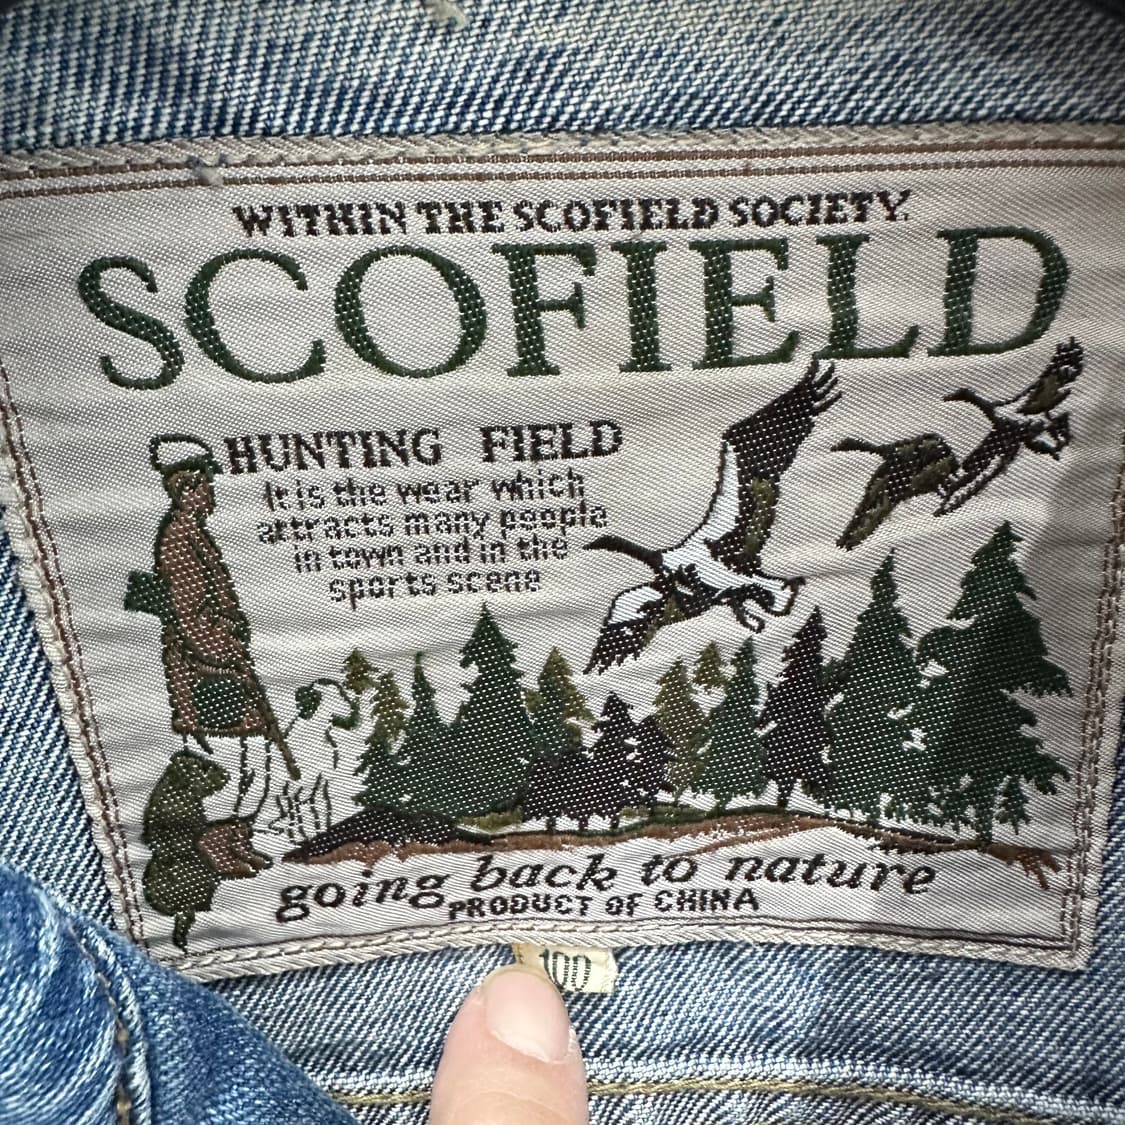 WITHIN THE SCOFIELD SOCIETY.
SCOFIELD
HUNTING FIELD
It is the wear which
attracts many people
in town and in the
sports scene
going back to nature
PRODUCT OF CHINA
100